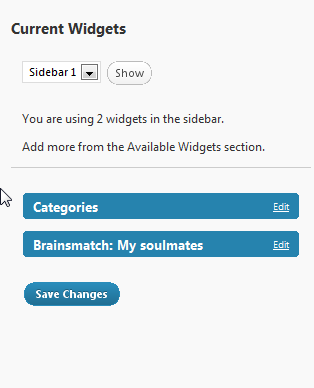 Current Widgets
Sidebar 1 Show
You are using 2 widgets in the sidebar.
Add more from the Available Widgets section.
Categories Edit
Brainsmatch: My soulmates Edit
Save Changes